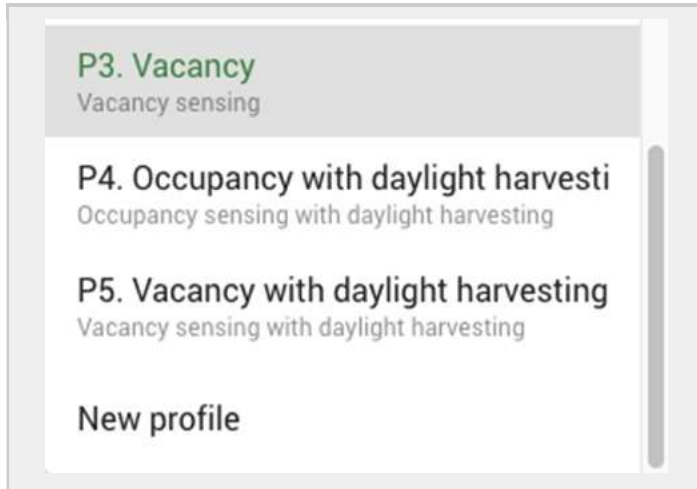 P3. Vacancy
Vacancy sensing
P4. Occupancy with daylight harvesti
Occupancy sensing with daylight harvesting
P5. Vacancy with daylight harvesting
Vacancy sensing with daylight harvesting
New profile